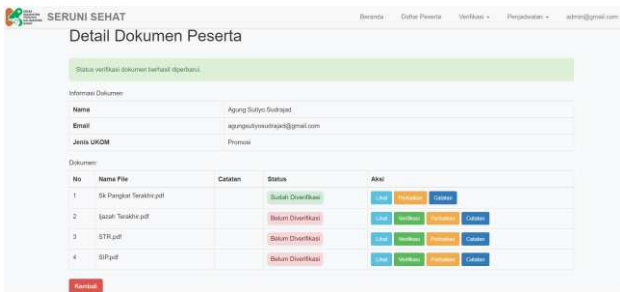 SERUNI SEHAT Beranda Daftar Peserta Verifikasi Penjadwalan admin@gmail.com
Detail Dokumen Peserta
Status verifikasi dokumen berhasil diperbarui.
Informasi Dokumen
Nama Agung Sutiyo Sudrajad
Email agungsutiyosudrajad@gmail.com
Jenis UKOM Promosi
Dokumen:
No Nama File Catatan Status Aksi
1 Sk Pangkat Terakhir.pdf Sudah Diverifikasi Lihat Perbaikan Catatan
2 Ijazah Terakhir.pdf Belum Diverifikasi Lihat Verifikasi Perbaikan Catatan
3 STR.pdf Belum Diverifikasi Lihat Verifikasi Perbaikan Catatan
4 SIP.pdf Belum Diverifikasi Lihat Verifikasi Perbaikan Catatan
Kembali